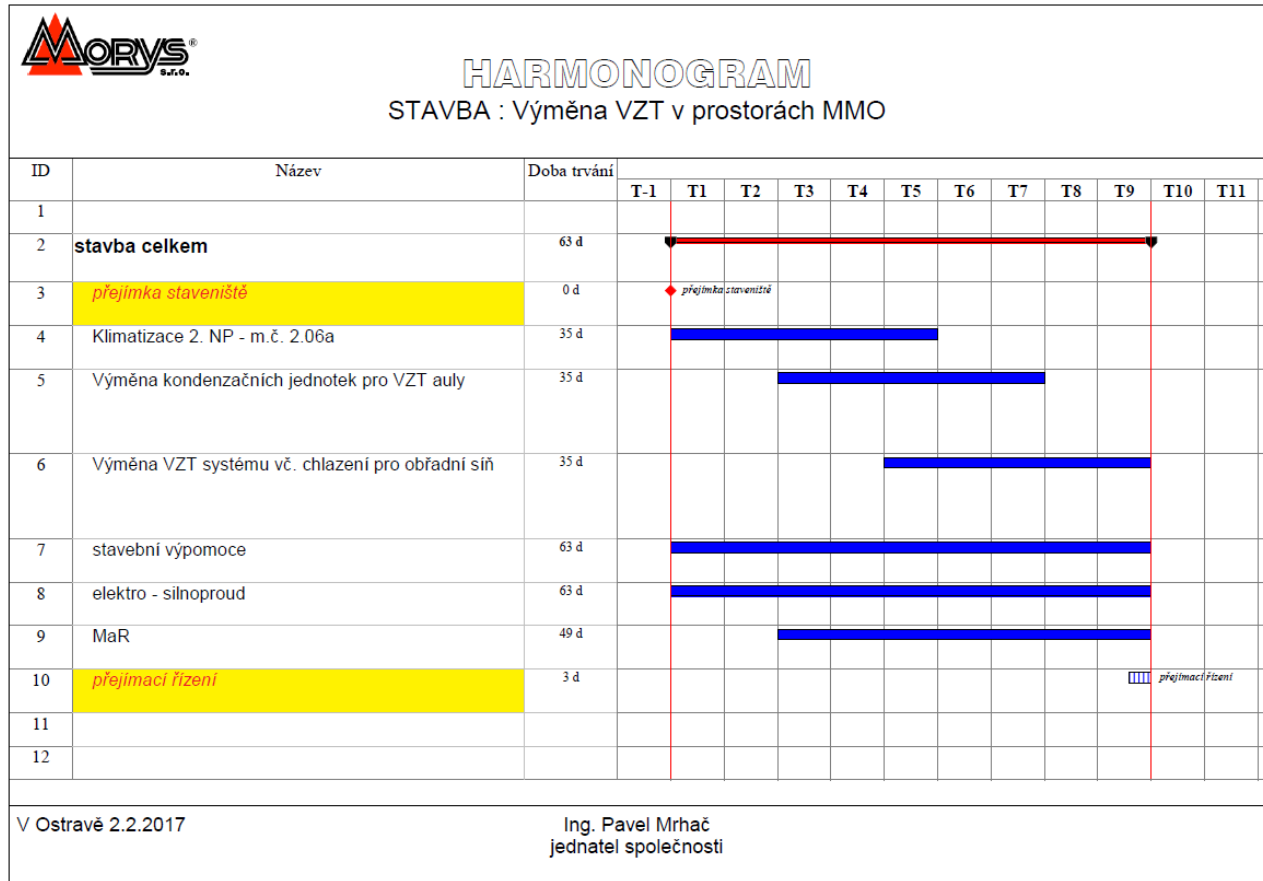 MORYS®
s.r.o.
HARMONOGRAM
STAVBA : Výměna VZT v prostorách MMO
ID Název Doba trvání
T-1 T1 T2 T3 T4 T5 T6 T7 T8 T9 T10 T11
1
2 stavba celkem 63 d
3 přejímka staveniště 0 d přejímka staveniště
4 Klimatizace 2. NP - m.č. 2.06a 35 d
5 Výměna kondenzačních jednotek pro VZT auly 35 d
6 Výměna VZT systému vč. chlazení pro obřadní síň 35 d
7 stavební výpomoce 63 d
8 elektro - silnoproud 63 d
9 MaR 49 d
10 přejímací řízení 3 d přejímací řízení
11
12
V Ostravě 2.2.2017 Ing. Pavel Mrhač
jednatel společnosti